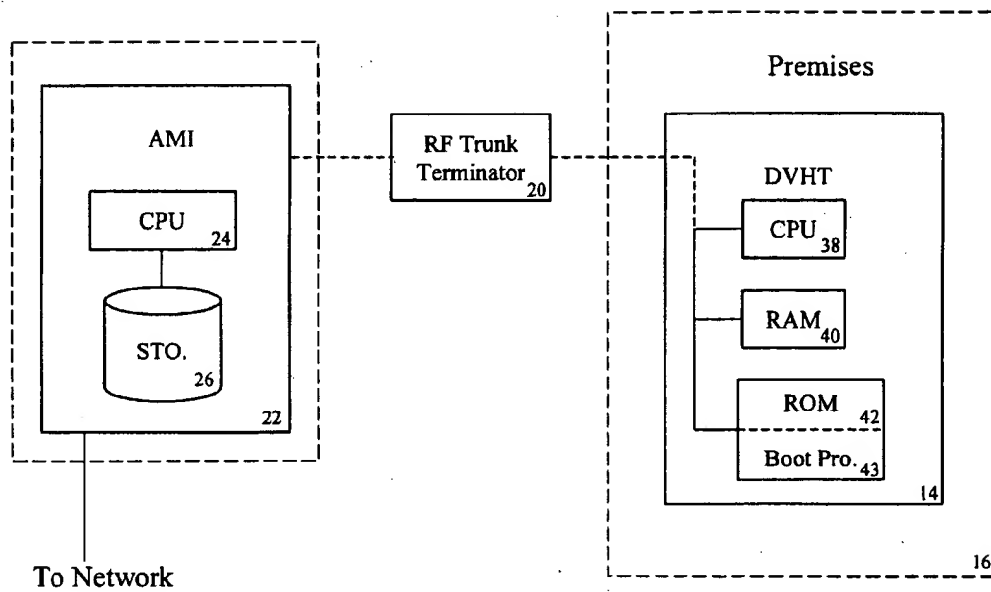 AMI
CPU
24
STO.
26
22
To Network
RF Trunk
Terminator
20
Premises
DVHT
CPU
38
RAM
40
ROM
42
Boot Pro.
43
14
16